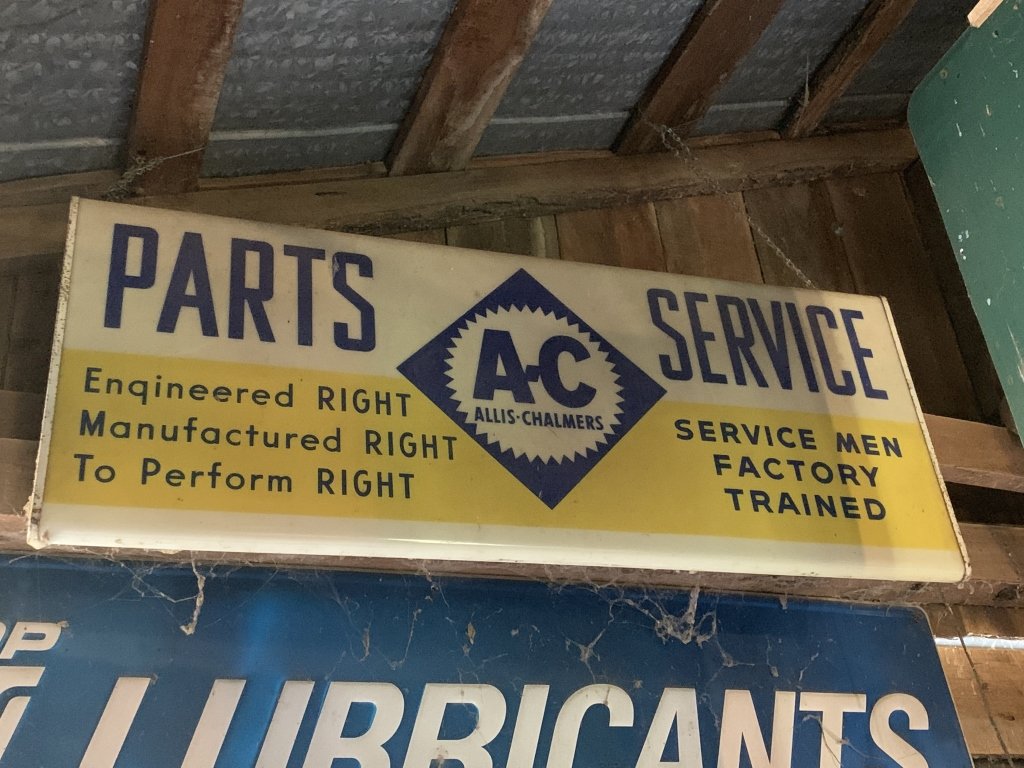 PARTS
Engineered RIGHT
Manufactured RIGHT
To Perform RIGHT
A-C
ALLIS-CHALMERS
SERVICE
SERVICE MEN
FACTORY
TRAINED
LUBRICANTS